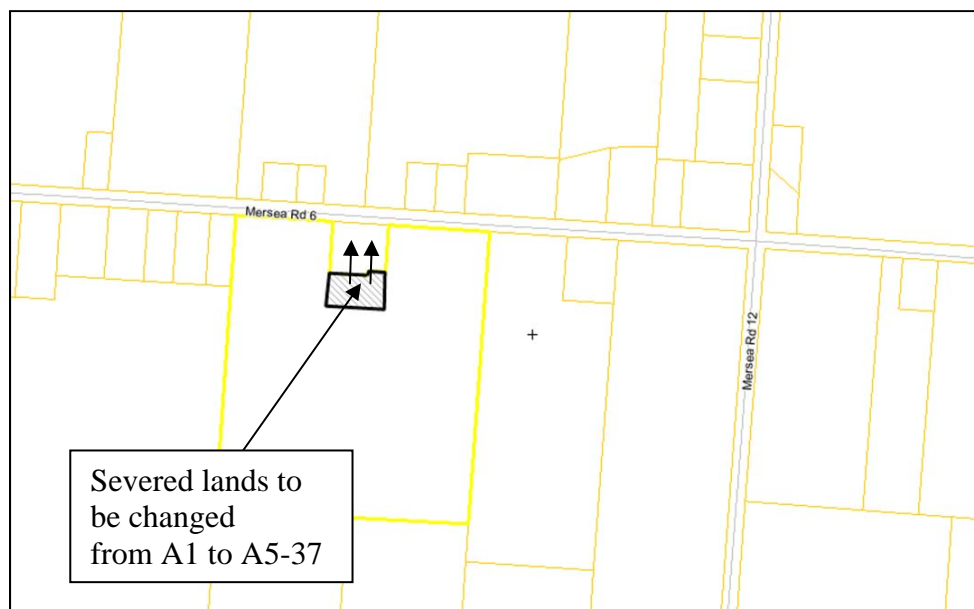 Mersea Rd 6
Mersea Rd 12
Severed lands to
be changed
from A1 to A5-37